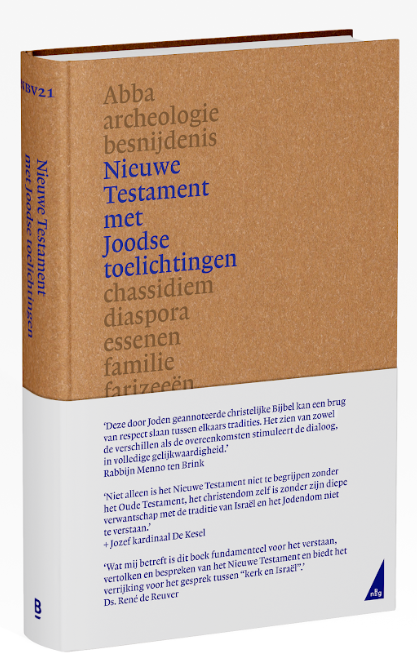 NBV21
Nieuwe Testament
met Joodse toelichtingen
Abba
archeologie
besnijdenis
Nieuwe
Testament
met
Joodse
toelichtingen
chassidiem
diaspora
essenen
familie
farizeeën
'Deze door Joden geannoteerde christelijke Bijbel kan een brug
van respect slaan tussen elkaars tradities. Het zien van zowel
de verschillen als de overeenkomsten stimuleert de dialoog,
in volledige gelijkwaardigheid.'
Rabbijn Menno ten Brink
'Niet alleen is het Nieuwe Testament niet te begrijpen zonder
het Oude Testament, het christendom zelf is zonder zijn diepe
verwantschap met de traditie van Israël en het Jodendom niet
te verstaan.'
+ Jozef kardinaal De Kesel
'Wat mij betreft is dit boek fundamenteel voor het verstaan,
vertolken en bespreken van het Nieuwe Testament en biedt het
verrijking voor het gesprek tussen "kerk en Israël".'
Ds. René de Reuver
B
nbg